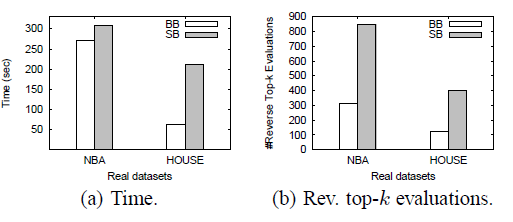 BB
SB
300
250
200
150
100
50
Time (sec)
NBA HOUSE
Real datasets
(a) Time.
BB
SB
900
800
700
600
500
400
300
200
100
0
#Reverse Top-k Evaluations
NBA HOUSE
Real datasets
(b) Rev. top-k evaluations.